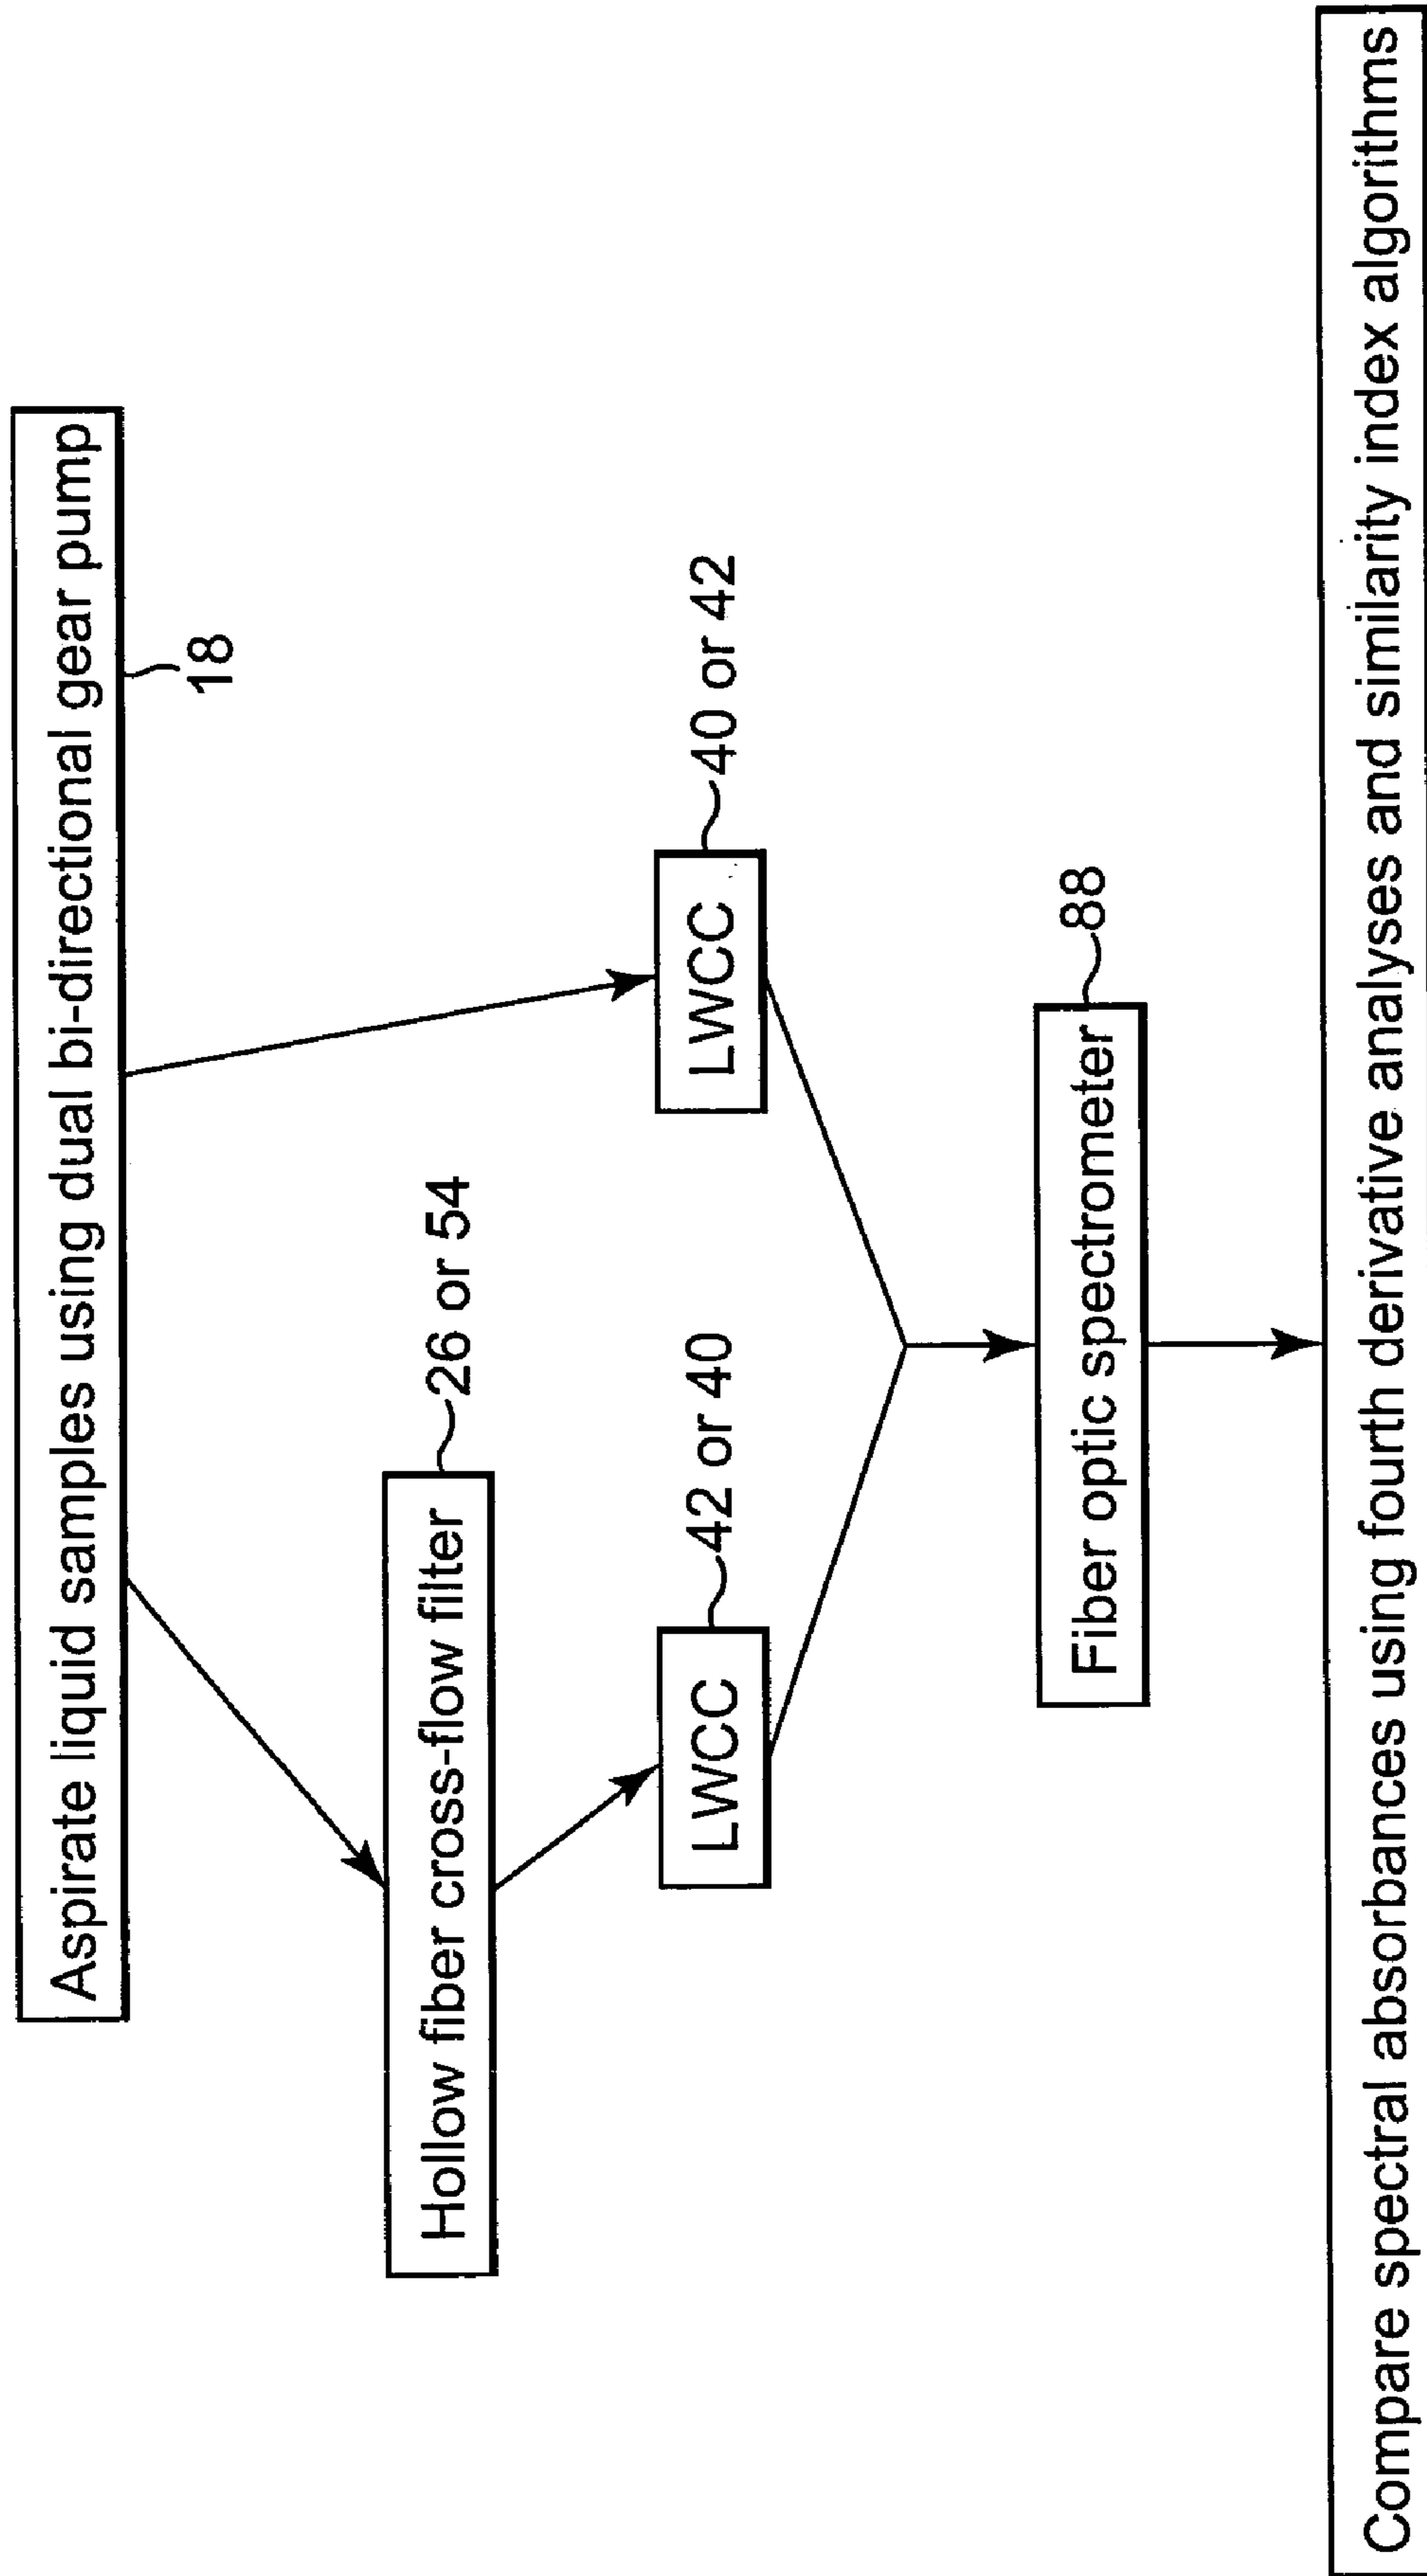 Aspirate liquid samples using dual bi-directional gear pump
18
Hollow fiber cross-flow filter
26 or 54
LWCC
42 or 40
LWCC
40 or 42
Fiber optic spectrometer
88
Compare spectral absorbances using fourth derivative analyses and similarity index algorithms